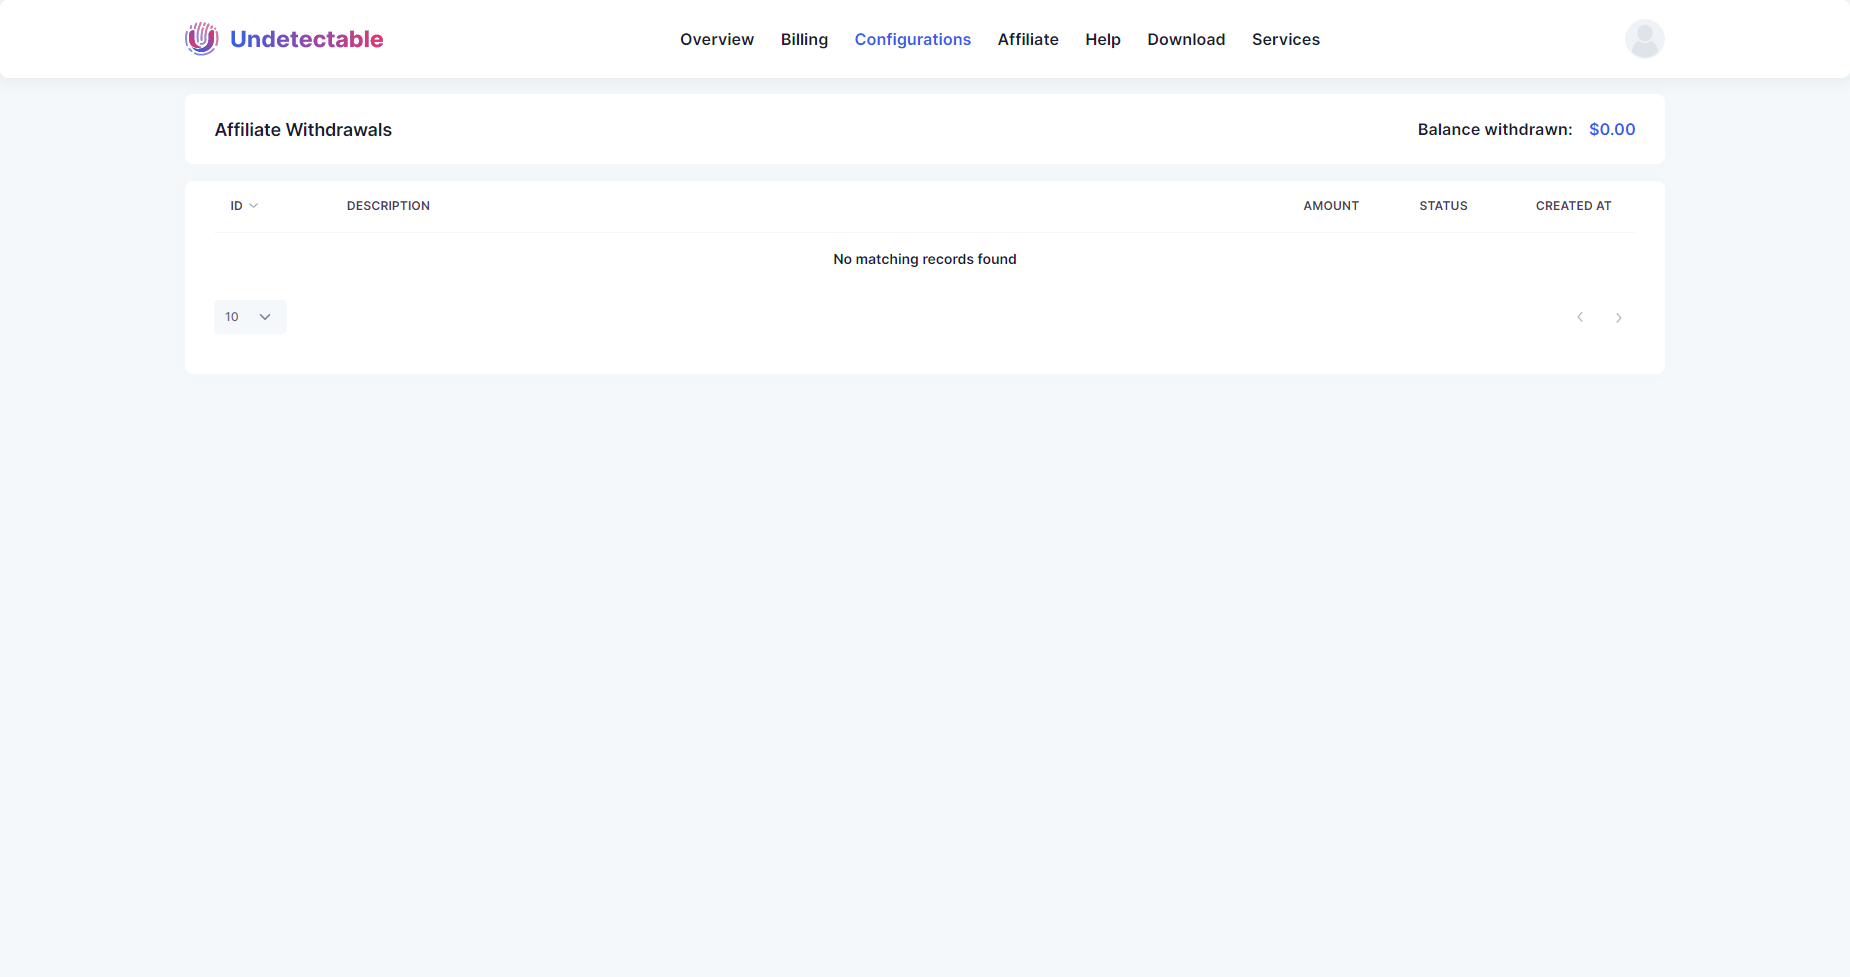 Undetectable
Overview Billing Configurations Affiliate Help Download Services
Affiliate Withdrawals
Balance withdrawn: $0.00
ID DESCRIPTION AMOUNT STATUS CREATED AT
No matching records found
10